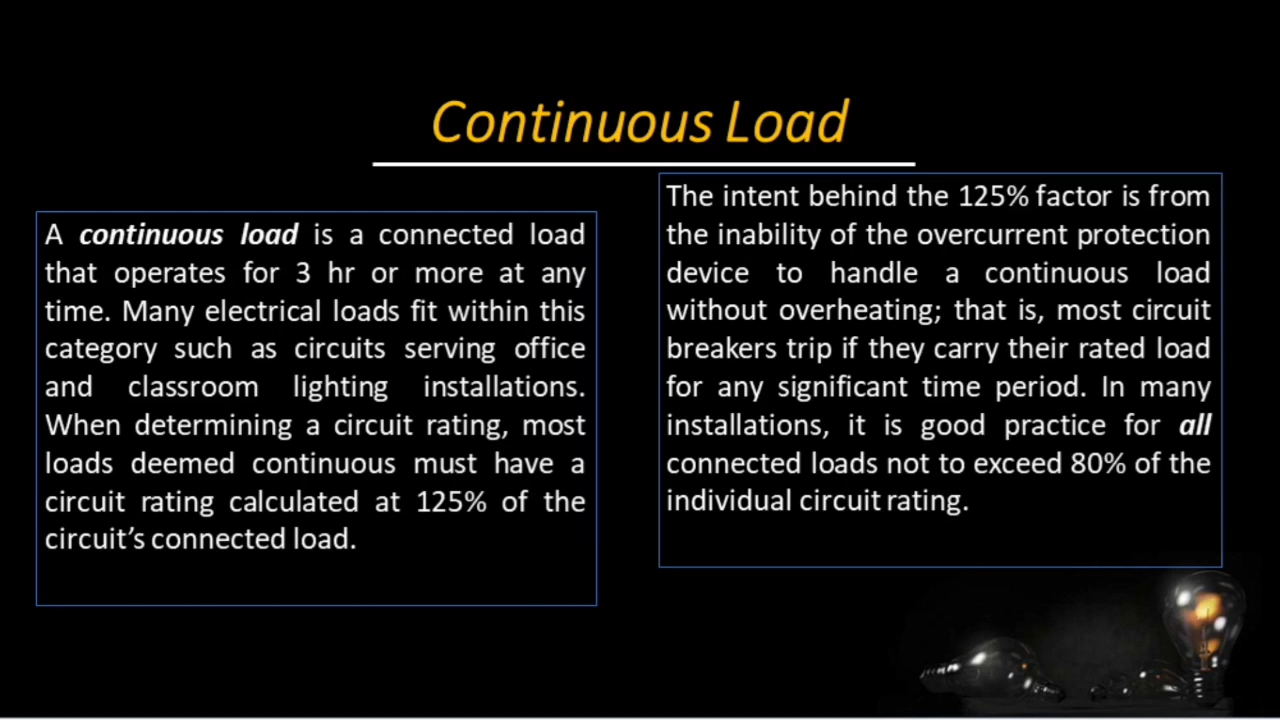 Continuous Load
A continuous load is a connected load
that operates for 3 hr or more at any
time. Many electrical loads fit within this
category such as circuits serving office
and classroom lighting installations.
When determining a circuit rating, most
loads deemed continuous must have a
circuit rating calculated at 125% of the
circuit’s connected load.
The intent behind the 125% factor is from
the inability of the overcurrent protection
device to handle a continuous load
without overheating; that is, most circuit
breakers trip if they carry their rated load
for any significant time period. In many
installations, it is good practice for all
connected loads not to exceed 80% of the
individual circuit rating.